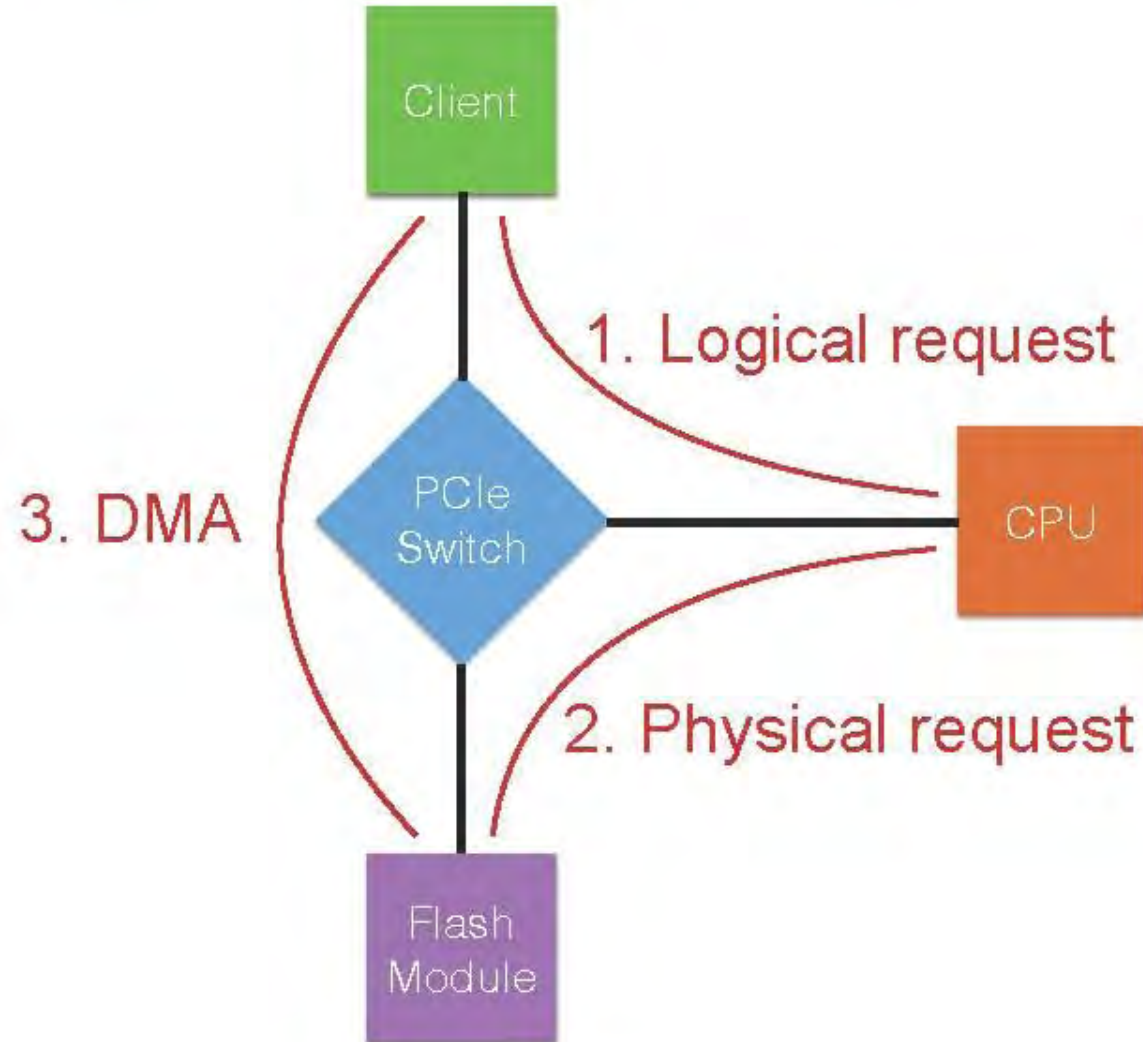 Client
1. Logical request
3. DMA
PCIe
Switch
CPU
2. Physical request
Flash
Module